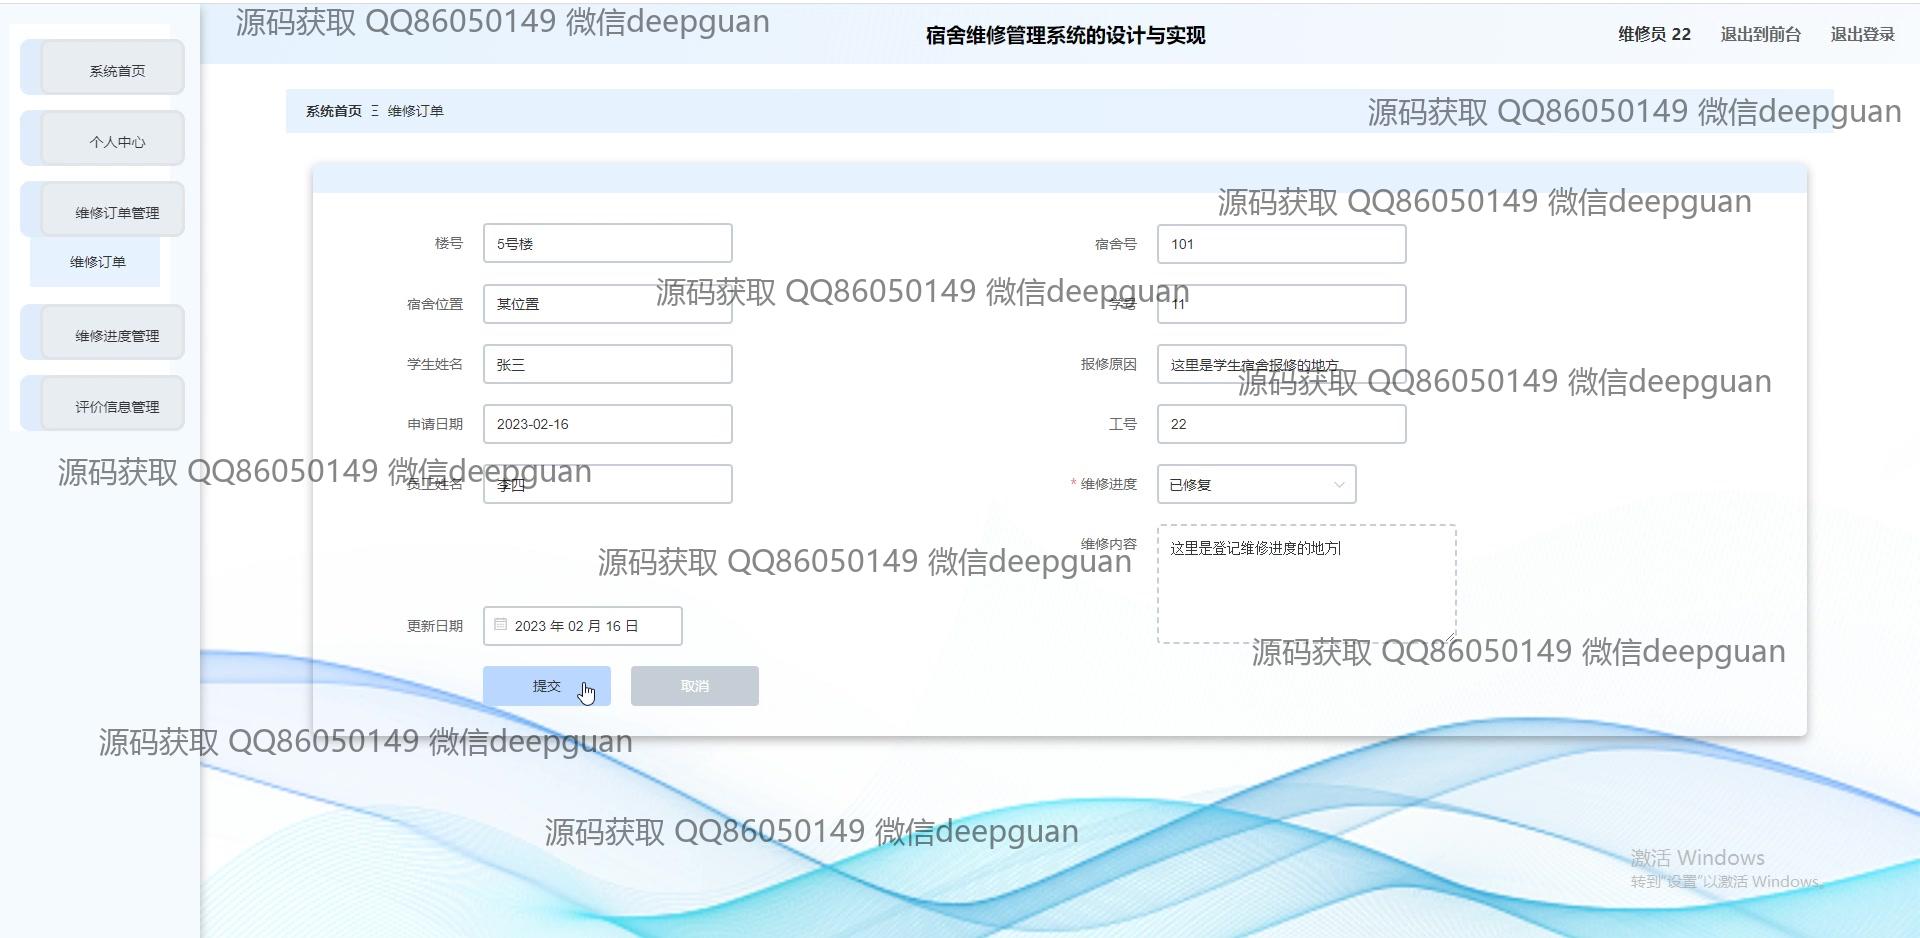 源码获取 QQ86050149 微信deepguan
宿舍维修管理系统的设计与实现
维修员 22
退出到前台
退出登录
系统首页
个人中心
维修订单管理
维修订单
维修进度管理
评价信息管理
系统首页 Ξ 维修订单
源码获取 QQ86050149 微信deepguan
源码获取 QQ86050149 微信deepguan
楼号 5号楼
宿舍号 101
源码获取 QQ86050149 微信deepguan
宿舍位置 某位置
学号 11
学生姓名 张三
报修原因 这里是学生宿舍报修的地方
源码获取 QQ86050149 微信deepguan
申请日期 2023-02-16
工号 22
源码获取 QQ86050149 微信deepguan
员工姓名 李四
* 维修进度 已修复
维修内容 这里是登记维修进度的地方
源码获取 QQ86050149 微信deepguan
更新日期 2023 年 02 月 16 日
源码获取 QQ86050149 微信deepguan
提交
取消
源码获取 QQ86050149 微信deepguan
源码获取 QQ86050149 微信deepguan
激活 Windows
转到“设置”以激活 Windows。